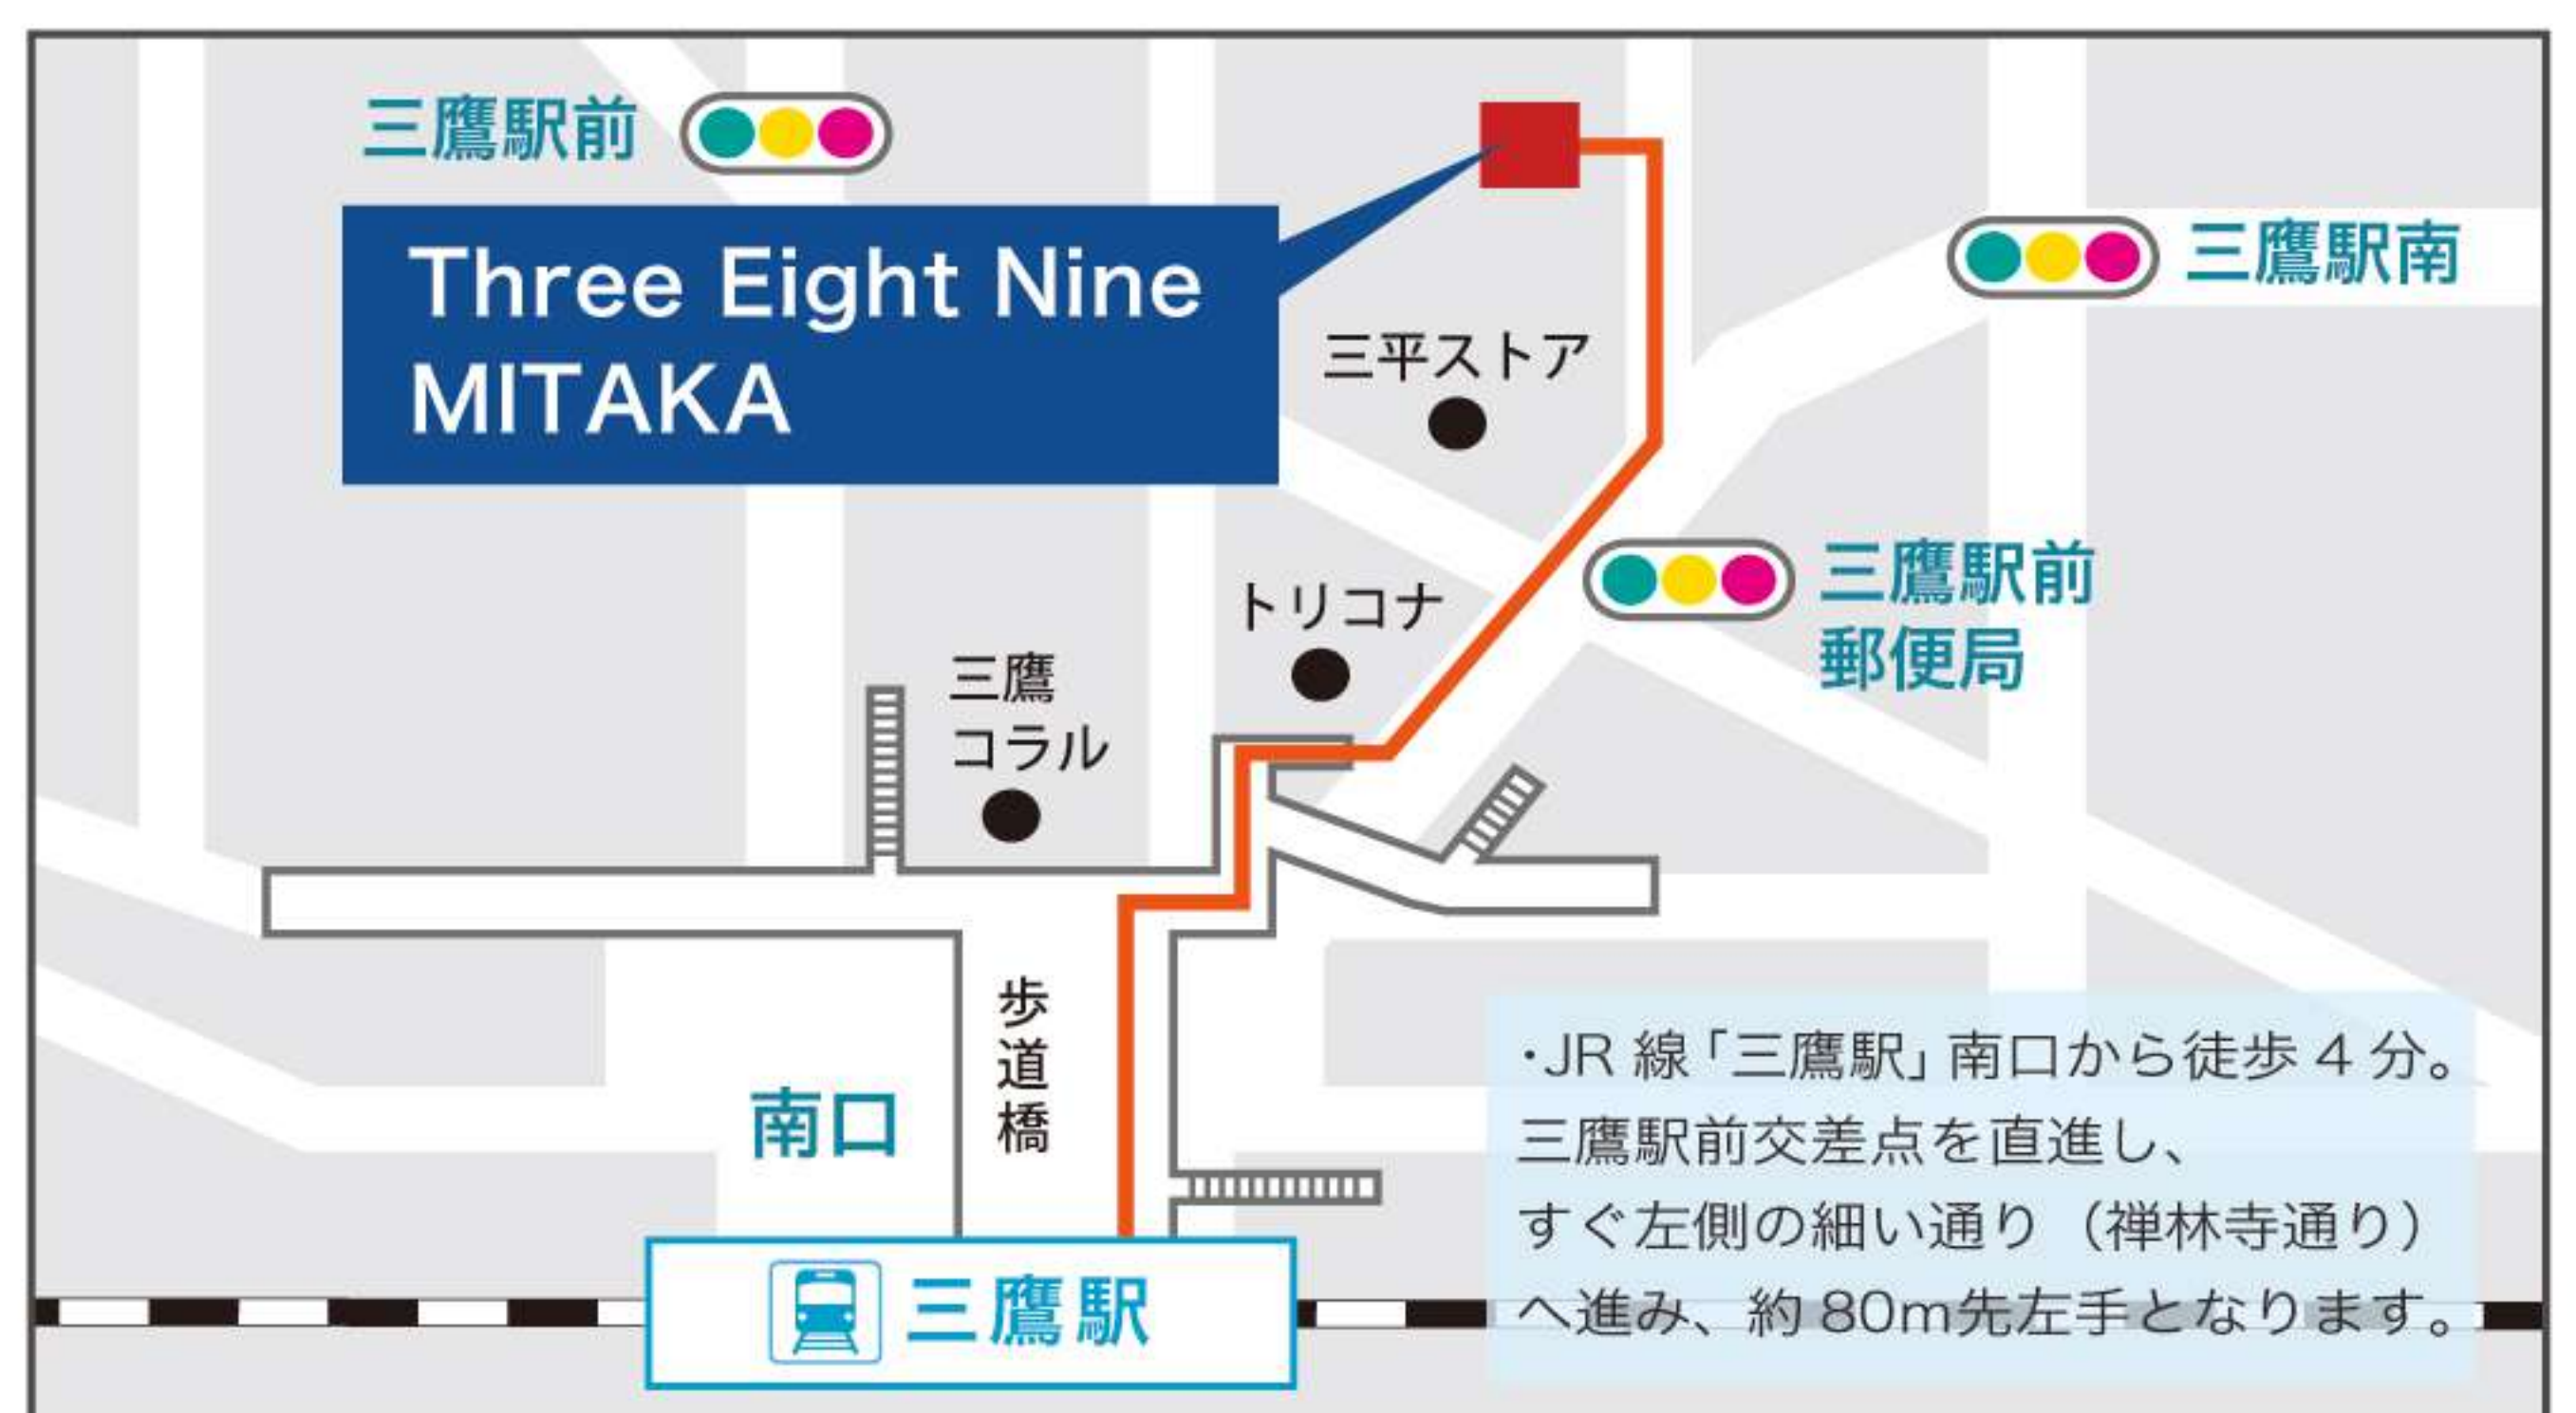 三鷹駅前
Three Eight Nine
MITAKA
三鷹駅南
三平ストア
三鷹駅前
郵便局
トリコナ
三鷹
コラル
歩道橋
南口
三鷹駅
・JR 線「三鷹駅」南口から徒歩 4 分。
三鷹駅前交差点を直進し、
すぐ左側の細い通り（禅林寺通り）
へ進み、約 80m先左手となります。